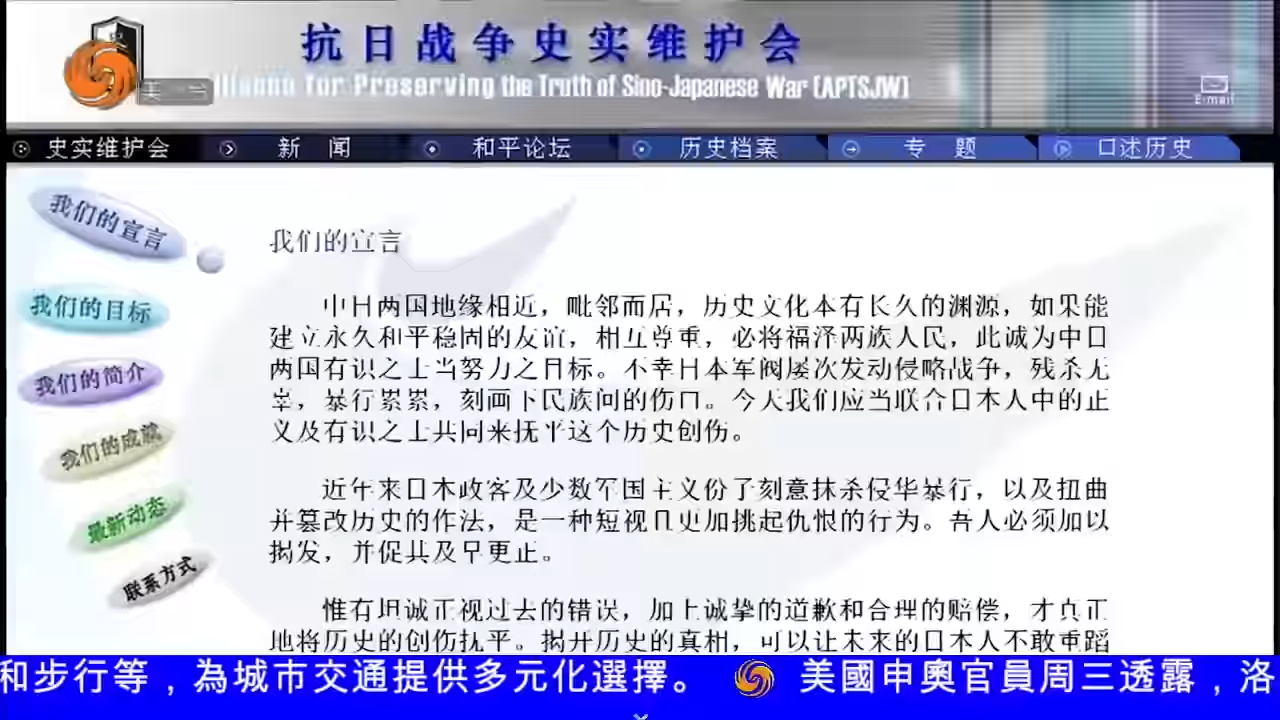 抗日战争史实维护会
for Preserving the Truth of Sino-Japanese War (APTSJW)
E-mail
史实维护会 新 闻 和平论坛 历史档案 专 题 口述历史
我们的宣言
我们的目标
我们的简介
我们的成就
最新动态
联系方式
我们的宣言
中日两国地缘相近，毗邻而居，历史文化本有长久的渊源，如果能
建立永久和平稳固的友谊，相互尊重，必将福泽两族人民，此诚为中日
两国有识之士当努力之目标。不幸日本军阀屡次发动侵略战争，残杀无
辜，暴行累累，刻画下民族间的伤口。今天我们应当联合日本人中的正
义及有识之士共同来抚平这个历史创伤。
近年来日本政客及少数军国主义份子刻意抹杀侵华暴行，以及扭曲
并篡改历史的作法，是一种短视且更加挑起仇恨的行为。吾人必须加以
揭发，并促其及早更正。
惟有坦诚正视过去的错误，加上诚挚的道歉和合理的赔偿，才真正
地将历史的创伤抚平。揭开历史的真相，可以让未来的日本人不敢重蹈
和步行等，為城市交通提供多元化選擇。 美國申奧官員周三透露，洛